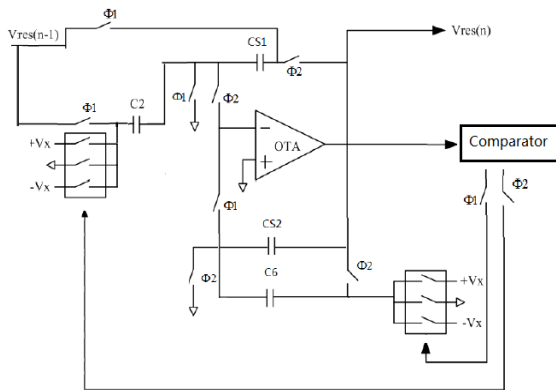 Φ1
Vres(n-1)
CS1
Vres(n)
Φ2
C2
Φ1
Φ1
Φ2
+Vx
-Vx
−
+
OTA
Comparator
Φ1
Φ2
Φ1
CS2
Φ2
C6
Φ2
+Vx
-Vx